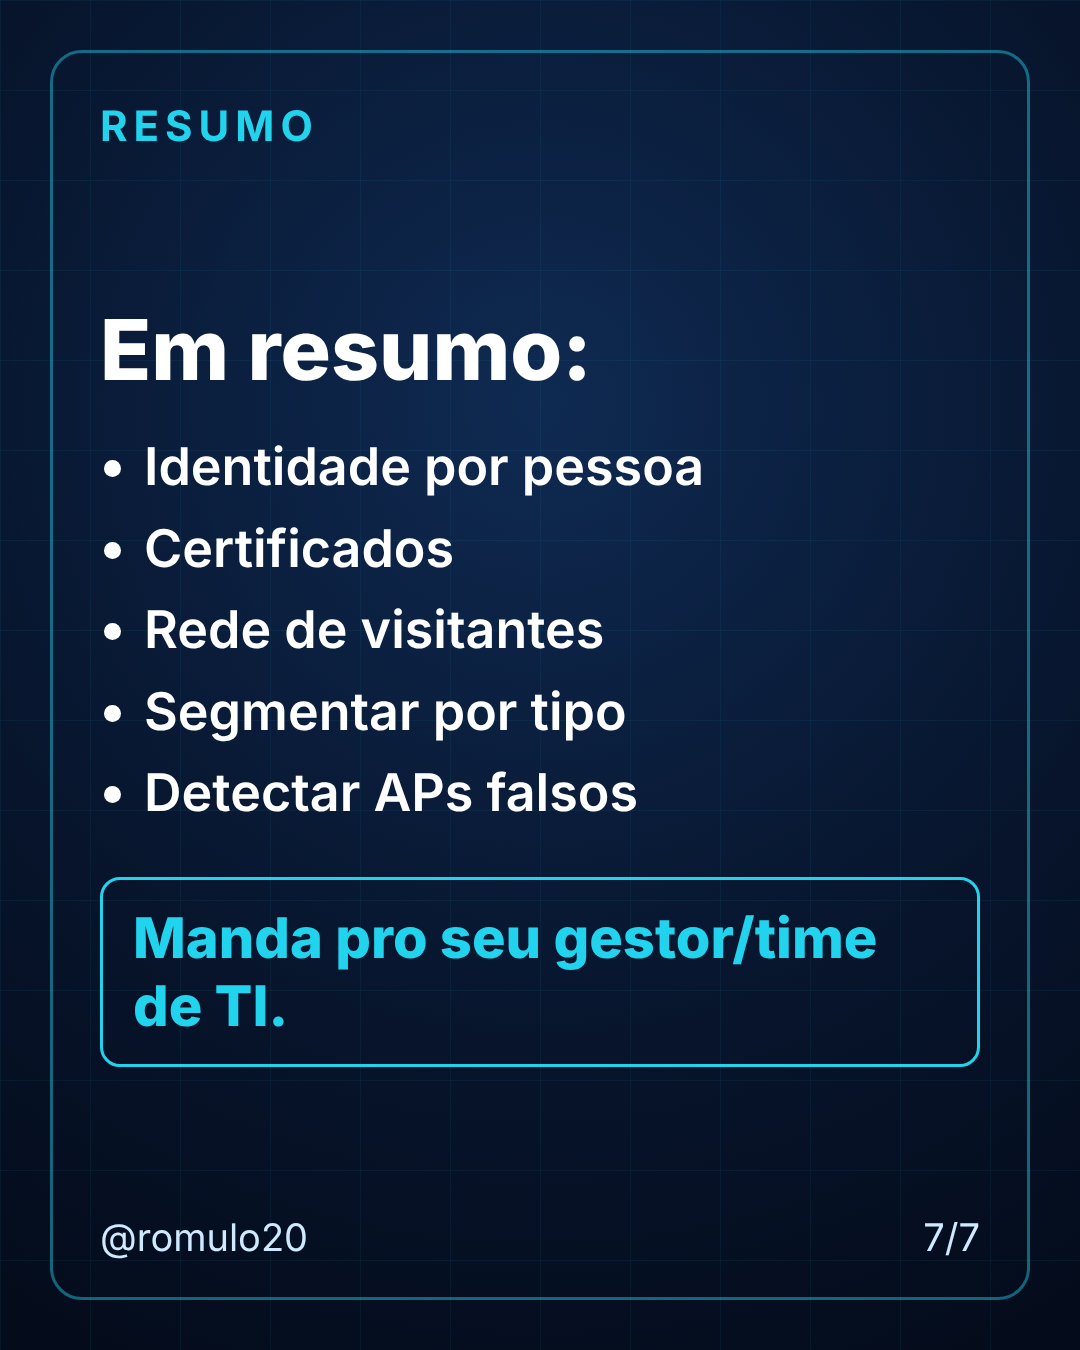 RESUMO
Em resumo:
• Identidade por pessoa
• Certificados
• Rede de visitantes
• Segmentar por tipo
• Detectar APs falsos
Manda pro seu gestor/time
de TI.
@romulo20
7/7